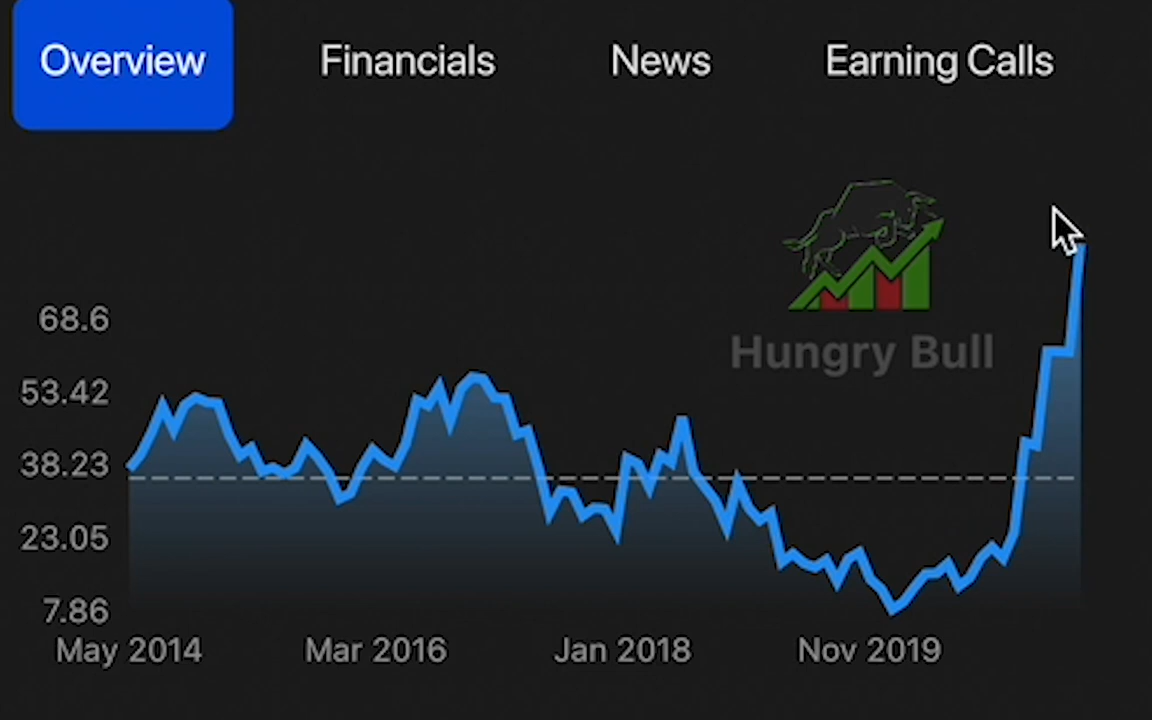 Overview Financials News Earning Calls
Hungry Bull
68.6
53.42
38.23
23.05
7.86
May 2014 Mar 2016 Jan 2018 Nov 2019